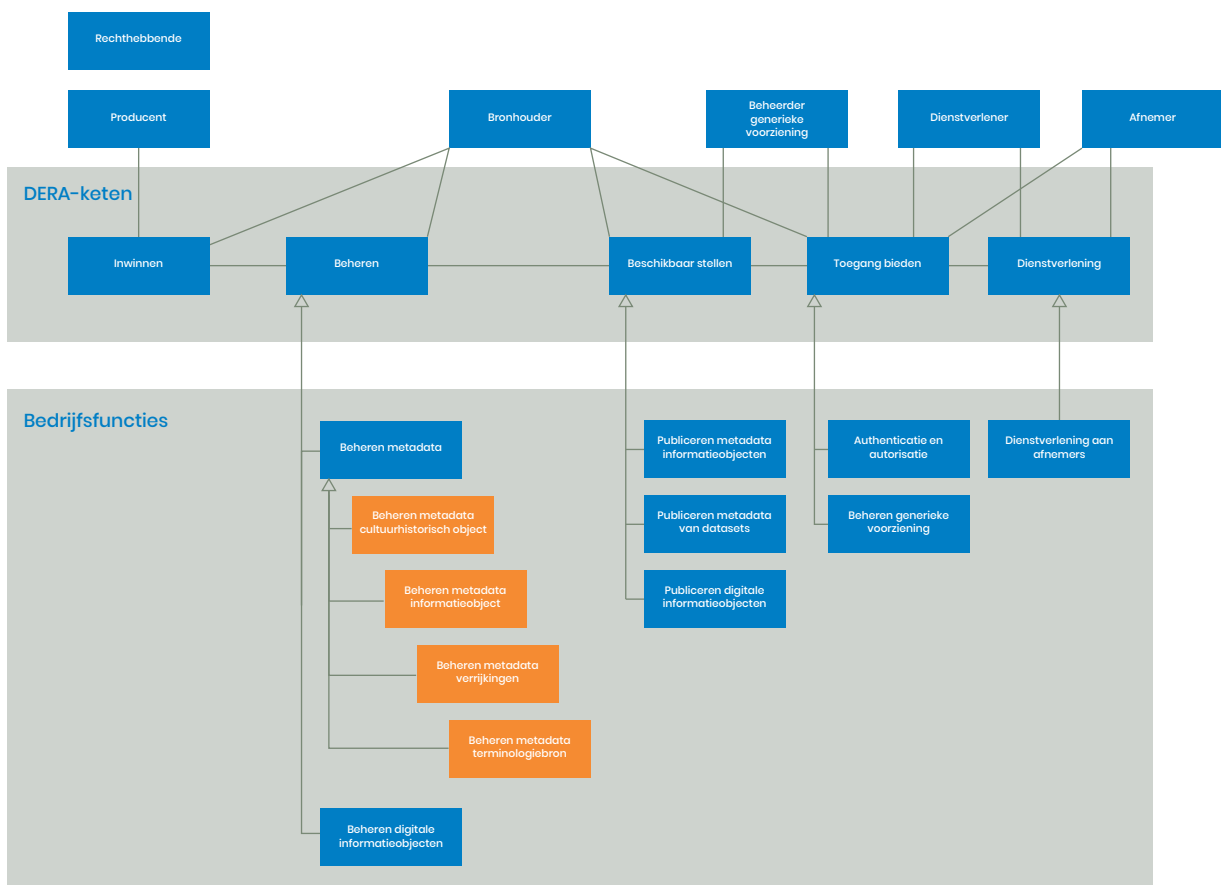 Rechthebbende
Producent
Bronhouder
Beheerder
generieke
voorziening
Dienstverlener
Afnemer
DERA-keten
Inwinnen
Beheren
Beschikbaar stellen
Toegang bieden
Dienstverlening
Bedrijfsfuncties
Beheren metadata
Beheren metadata
cultuurhistorisch object
Beheren metadata
informatieobject
Beheren metadata
verrijkingen
Beheren metadata
terminologiebron
Beheren digitale
informatieobjecten
Publiceren metadata
informatieobjecten
Publiceren metadata
van datasets
Publiceren digitale
informatieobjecten
Authenticatie en
autorisatie
Beheren generieke
voorziening
Dienstverlening aan
afnemers